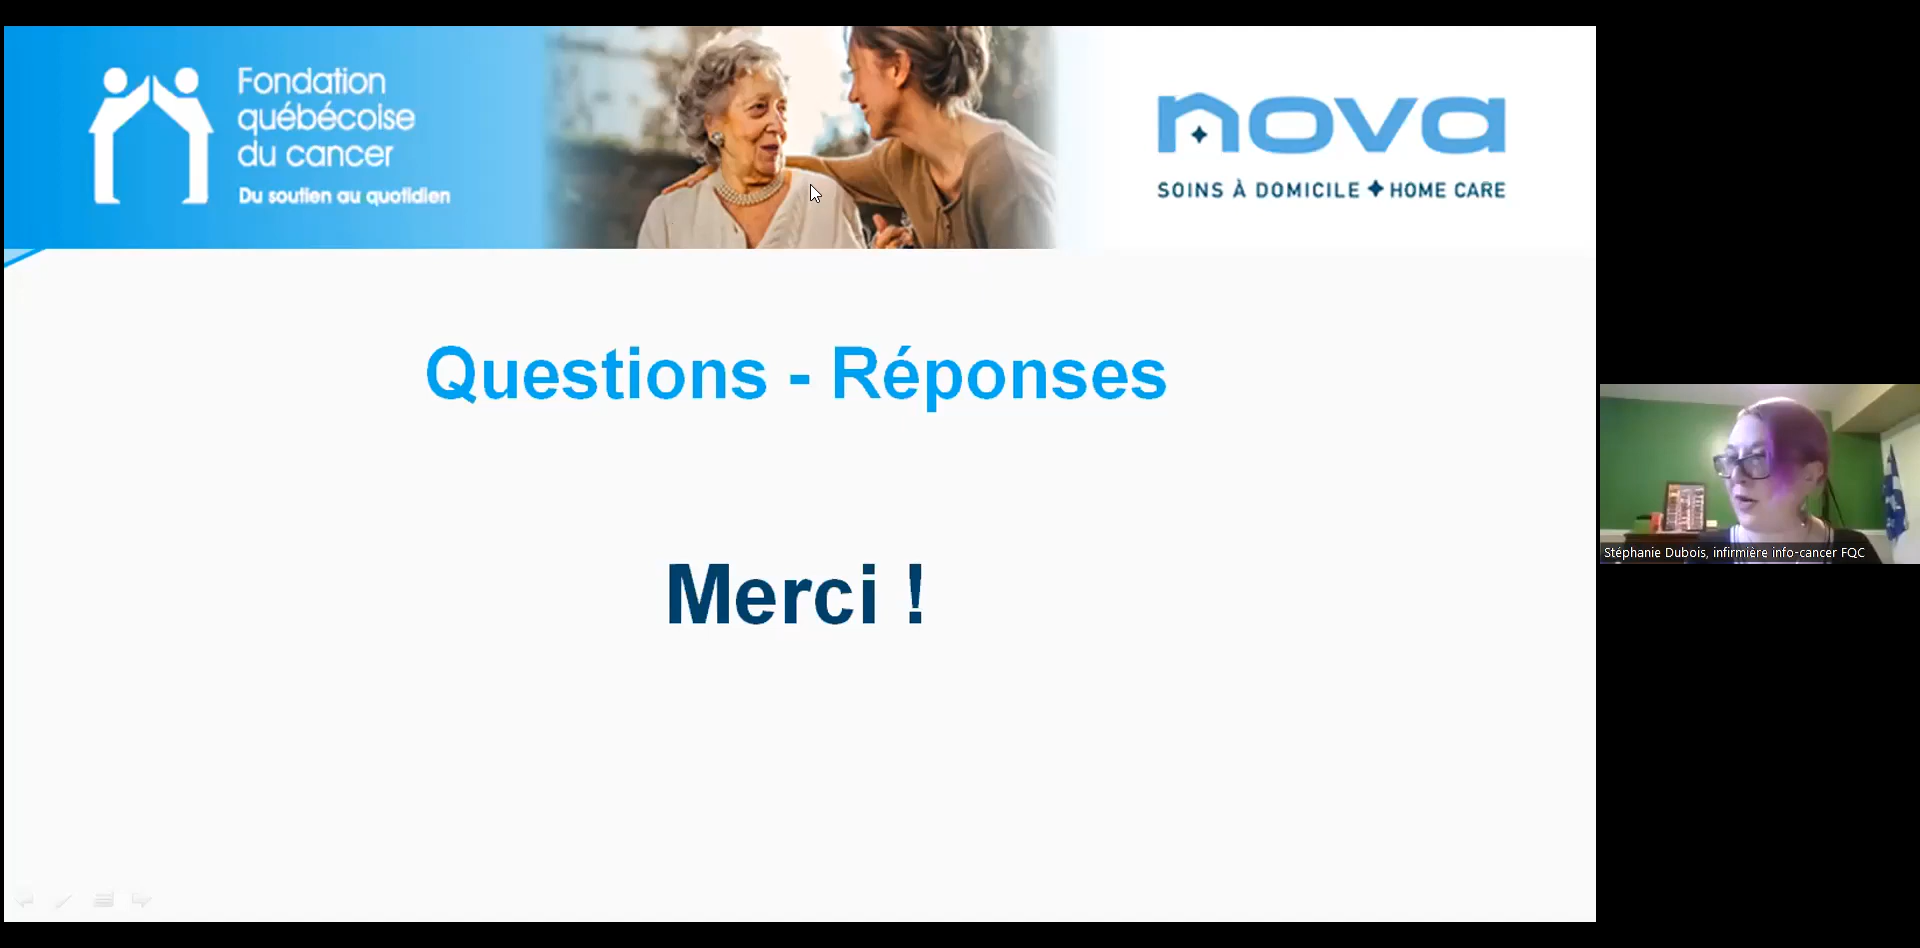 Fondation
québécoise
du cancer
Du soutien au quotidien
nova
SOINS À DOMICILE ✦ HOME CARE
Questions - Réponses
Merci !
Stéphanie Dubois, infirmière info-cancer FQC